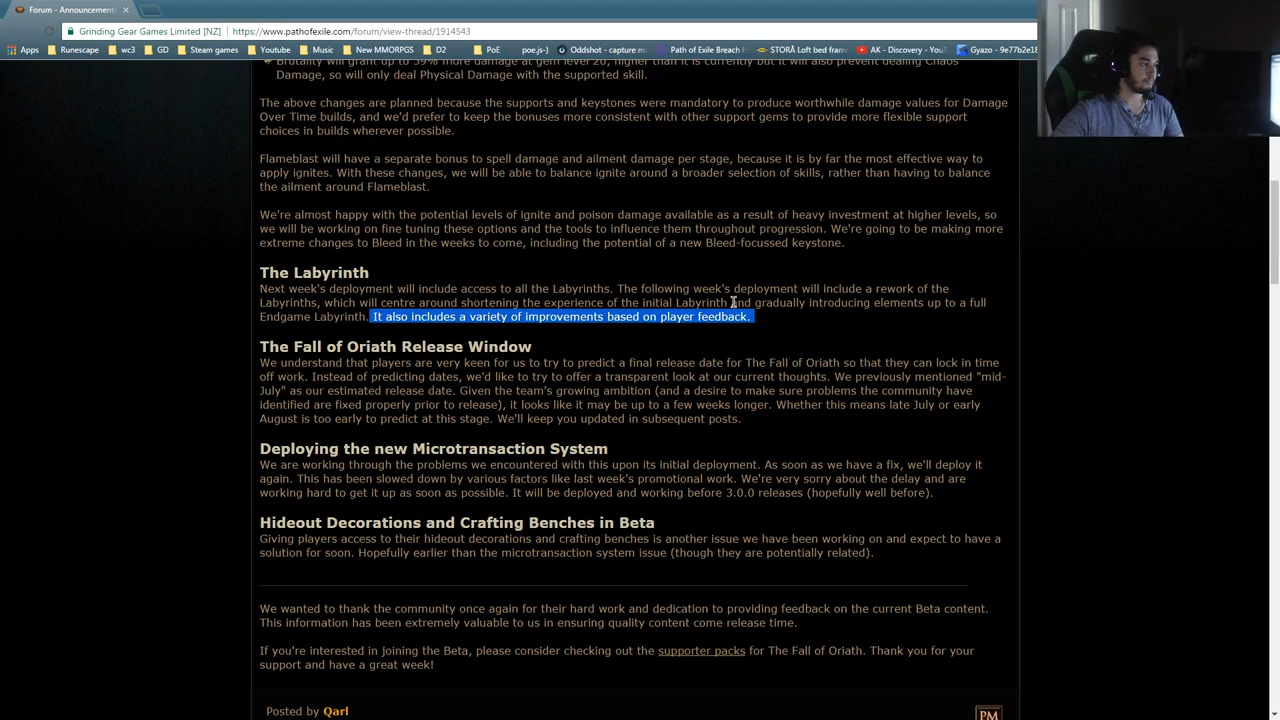 Forum - Announcements
Grinding Gear Games Limited [NZ]
https://www.pathofexile.com/forum/view-thread/1914543
Apps Runescape wc3 GD Steam games Youtube Music New MMORPGS D2 PoE poe.js-) Oddshot - capture m Path of Exile Breach H STORÅ Loft bed fram AK - Discovery - You Gyazo - 9e77b2e18
Brutality will grant up to 59% more damage at gem level 20, higher than it is currently but it will also prevent dealing Chaos
Damage, so will only deal Physical Damage with the supported skill.
The above changes are planned because the supports and keystones were mandatory to produce worthwhile damage values for Damage
Over Time builds, and we'd prefer to keep the bonuses more consistent with other support gems to provide more flexible support
choices in builds wherever possible.
Flameblast will have a separate bonus to spell damage and ailment damage per stage, because it is by far the most effective way to
apply ignites. With these changes, we will be able to balance ignite around a broader selection of skills, rather than having to balance
the ailment around Flameblast.
We're almost happy with the potential levels of ignite and poison damage available as a result of heavy investment at higher levels, so
we will be working on fine tuning these options and the tools to influence them throughout progression. We're going to be making more
extreme changes to Bleed in the weeks to come, including the potential of a new Bleed-focussed keystone.
The Labyrinth
Next week's deployment will include access to all the Labyrinths. The following week's deployment will include a rework of the
Labyrinths, which will centre around shortening the experience of the initial Labyrinth and gradually introducing elements up to a full
Endgame Labyrinth. It also includes a variety of improvements based on player feedback.
The Fall of Oriath Release Window
We understand that players are very keen for us to try to predict a final release date for The Fall of Oriath so that they can lock in time
off work. Instead of predicting dates, we'd like to try to offer a transparent look at our current thoughts. We previously mentioned "mid-
July" as our estimated release date. Given the team's growing ambition (and a desire to make sure problems the community have
identified are fixed properly prior to release), it looks like it may be up to a few weeks longer. Whether this means late July or early
August is too early to predict at this stage. We'll keep you updated in subsequent posts.
Deploying the new Microtransaction System
We are working through the problems we encountered with this upon its initial deployment. As soon as we have a fix, we'll deploy it
again. This has been slowed down by various factors like last week's promotional work. We're very sorry about the delay and are
working hard to get it up as soon as possible. It will be deployed and working before 3.0.0 releases (hopefully well before).
Hideout Decorations and Crafting Benches in Beta
Giving players access to their hideout decorations and crafting benches is another issue we have been working on and expect to have a
solution for soon. Hopefully earlier than the microtransaction system issue (though they are potentially related).
We wanted to thank the community once again for their hard work and dedication to providing feedback on the current Beta content.
This information has been extremely valuable to us in ensuring quality content come release time.
If you're interested in joining the Beta, please consider checking out the supporter packs for The Fall of Oriath. Thank you for your
support and have a great week!
Posted by Qarl
PM